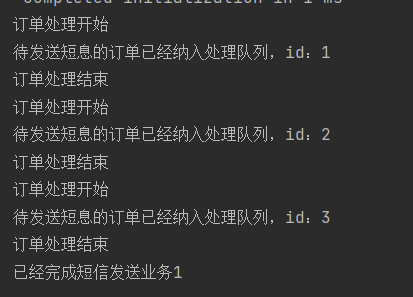 Completed initialization in 1 ms
订单处理开始
待发送短息的订单已经纳入处理队列，id：1
订单处理结束
订单处理开始
待发送短息的订单已经纳入处理队列，id：2
订单处理结束
订单处理开始
待发送短息的订单已经纳入处理队列，id：3
订单处理结束
已经完成短信发送业务1